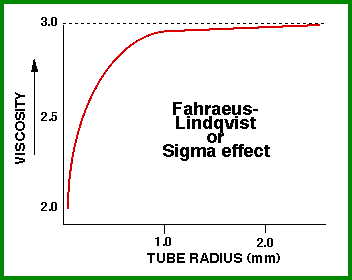 3.0
2.5
2.0
VISCOSITY
Fahraeus-
Lindqvist
or
Sigma effect
1.0 2.0
TUBE RADIUS (mm)